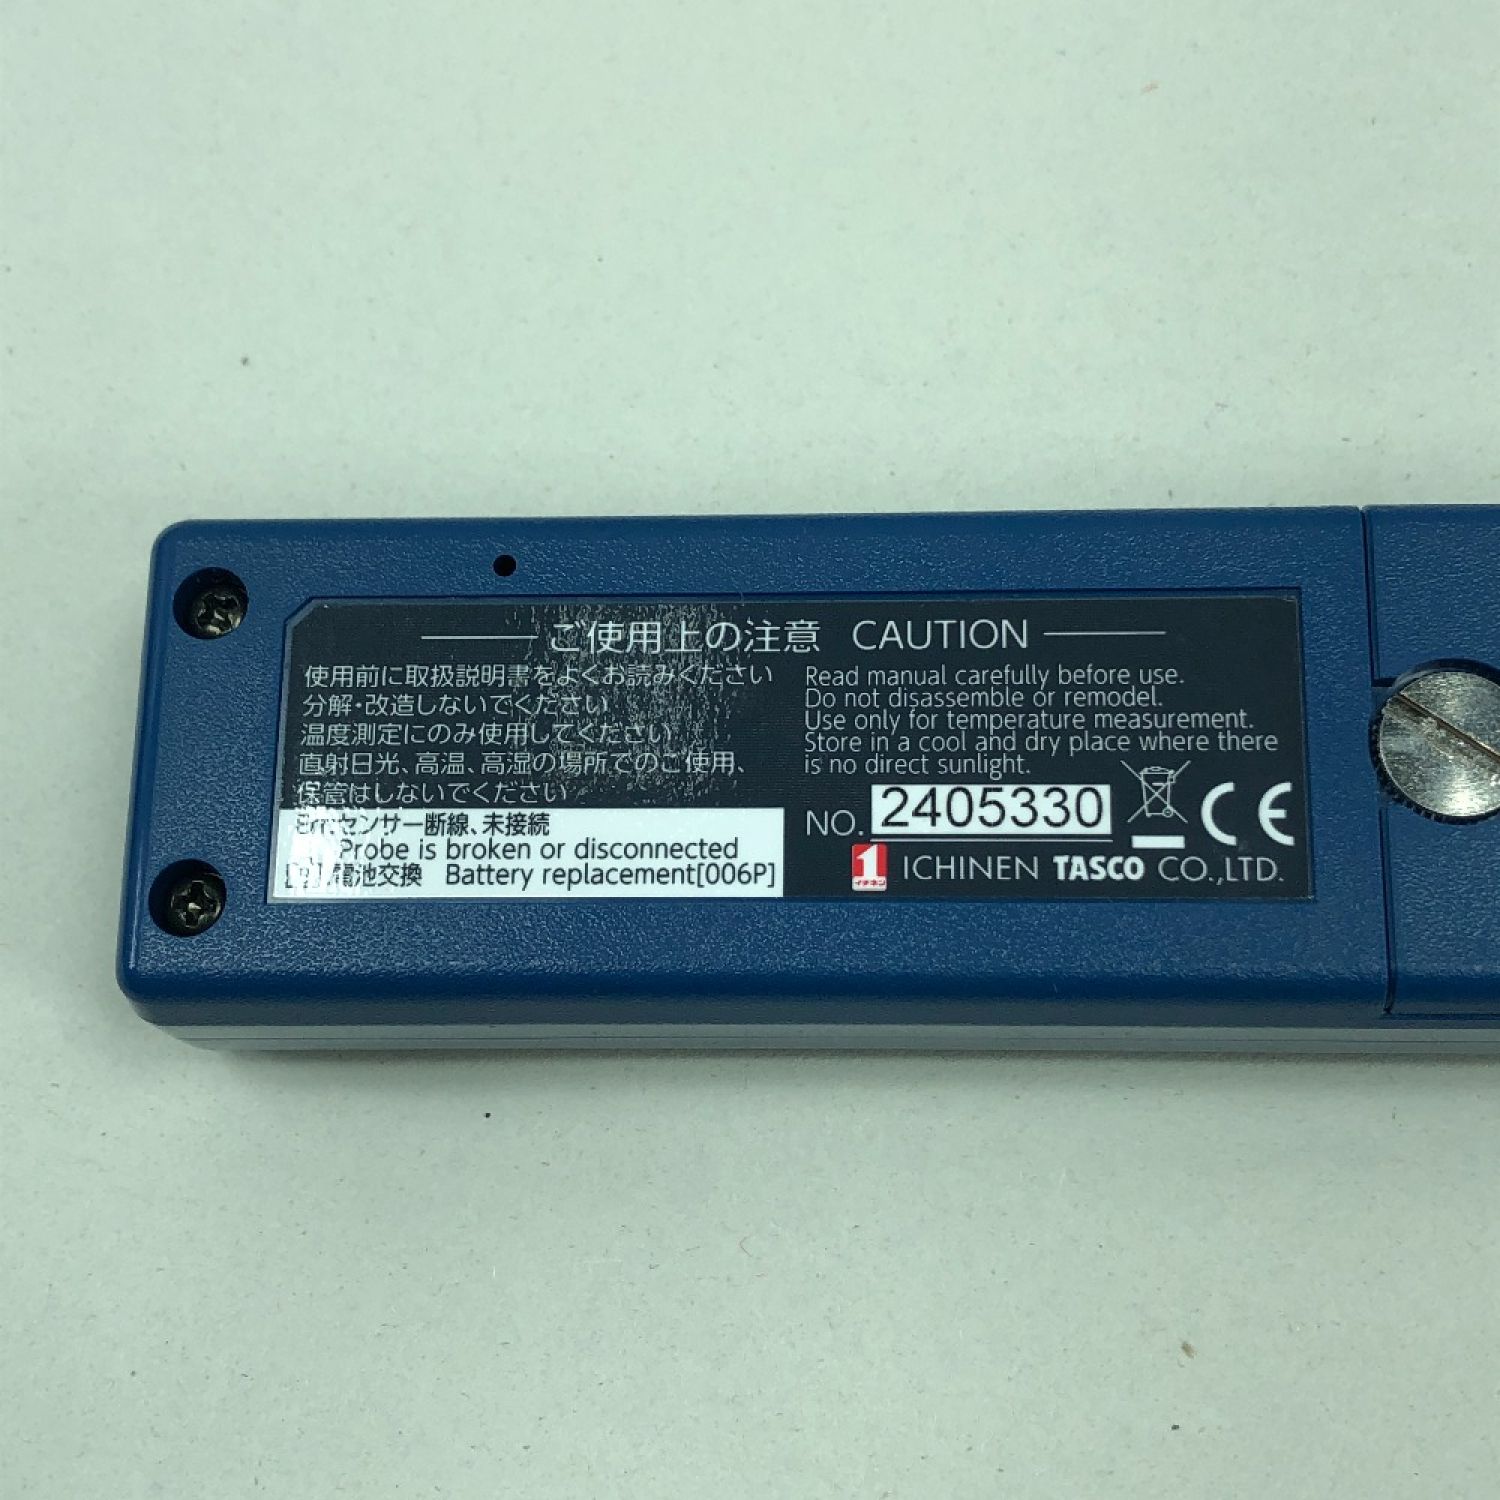 ご使用上の注意 CAUTION
使用前に取扱説明書をよくお読みください
分解・改造しないでください
温度測定にのみ使用してください
直射日光、高温、高湿の場所でのご使用、
保管はしないでください
Read manual carefully before use.
Do not disassemble or remodel.
Use only for temperature measurement.
Store in a cool and dry place where there
is no direct sunlight.
Err:センサー断線、未接続
Probe is broken or disconnected
電池交換 Battery replacement[006P]
NO. 2405330
CE
1 イチネン ICHINEN TASCO CO.,LTD.